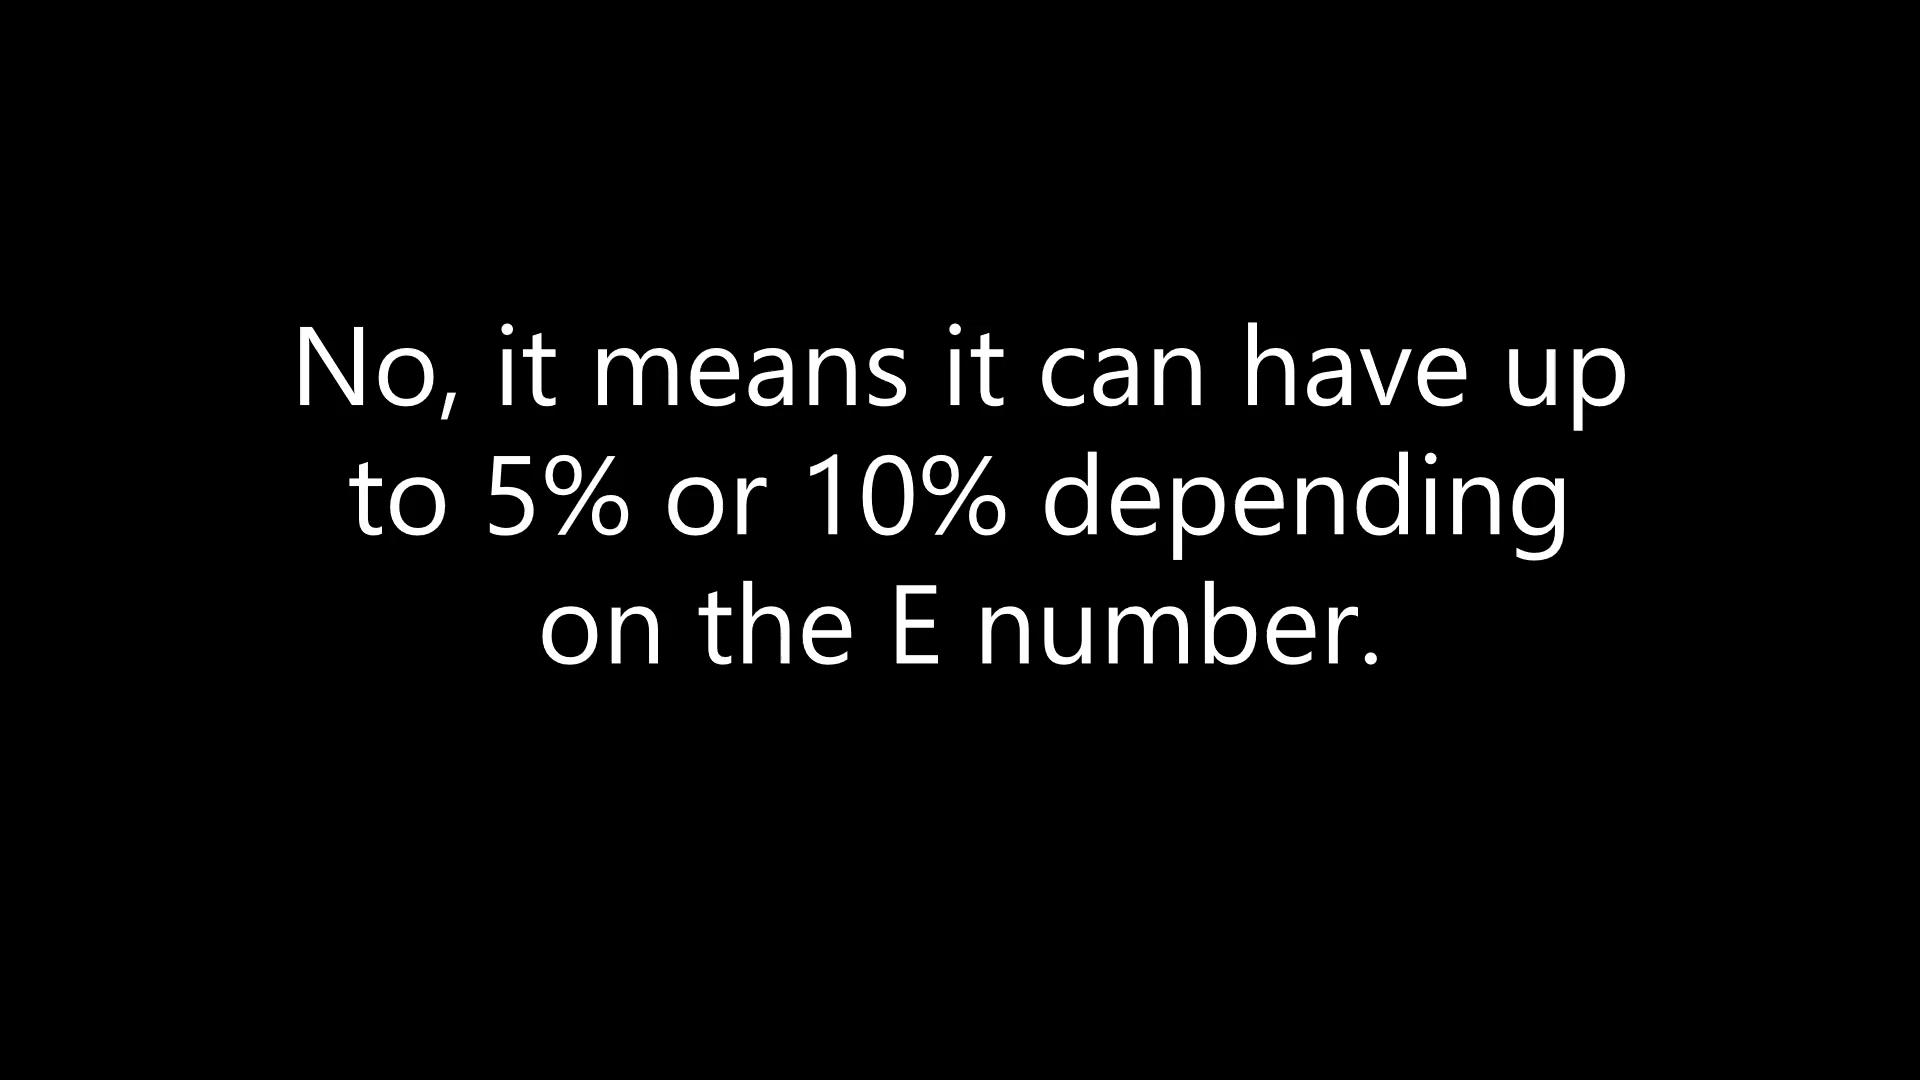 No, it means it can have up
to 5% or 10% depending
on the E number.